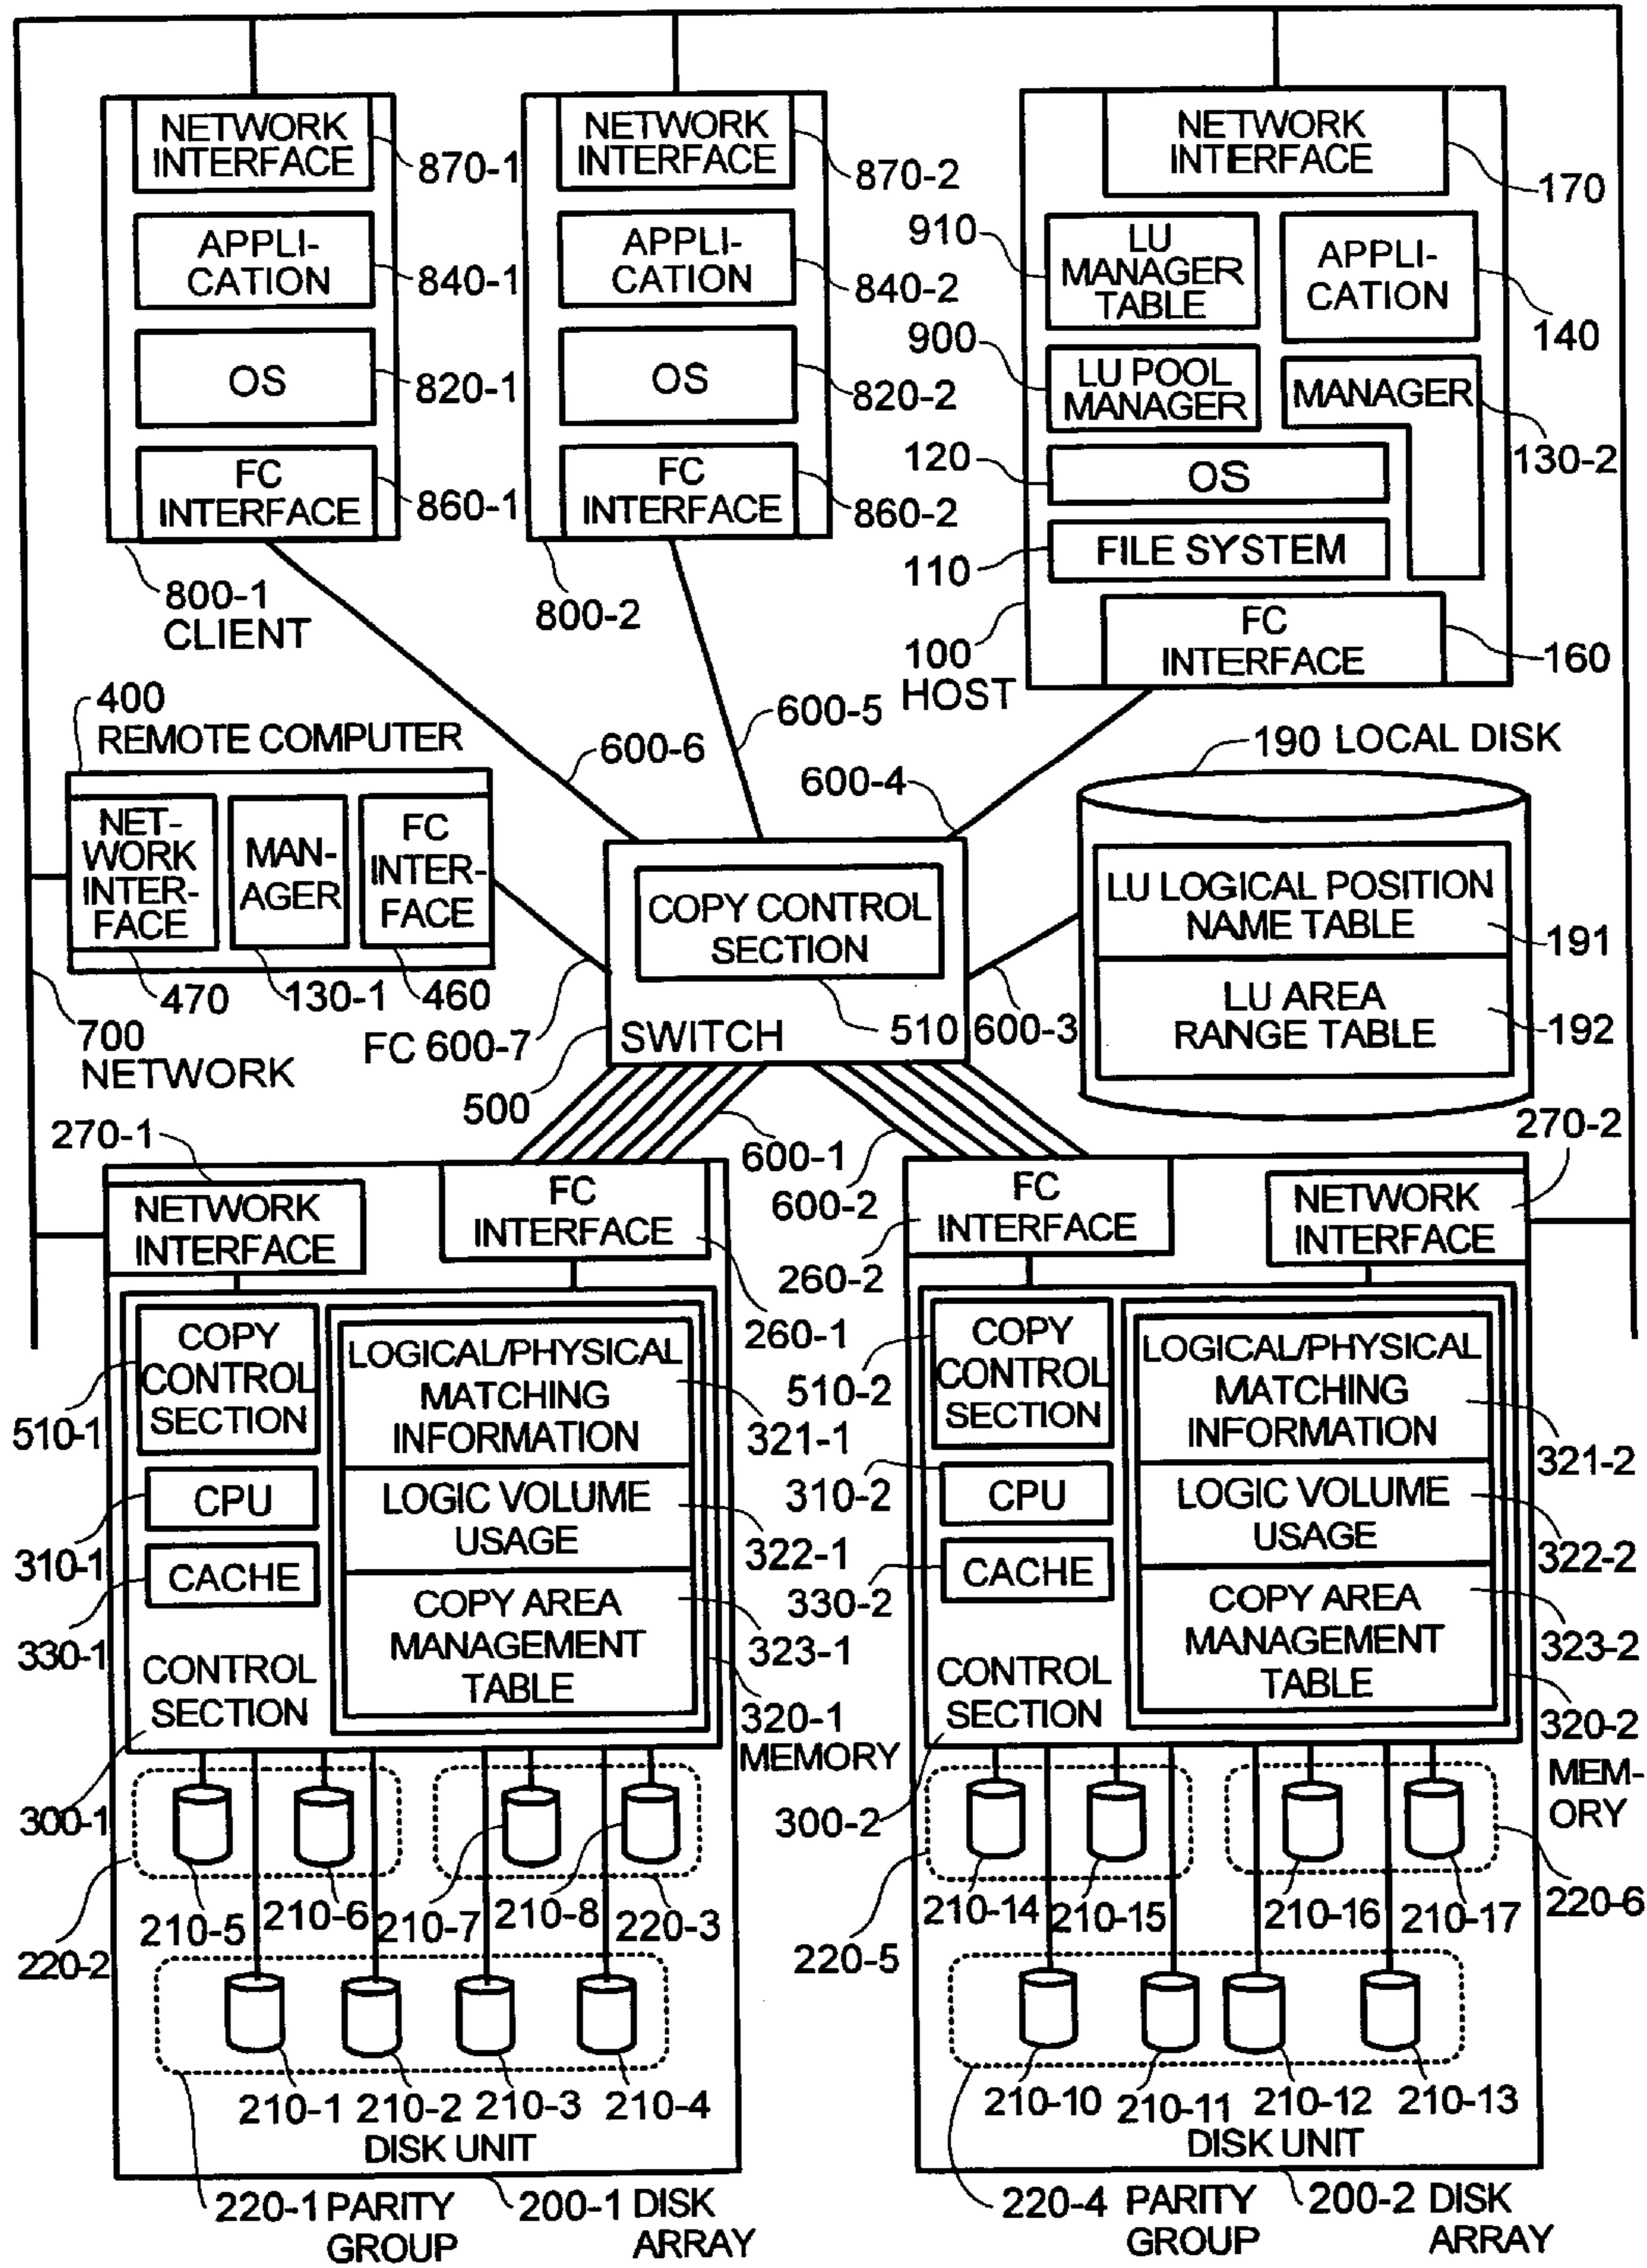 NETWORK
INTERFACE
870-1
APPLI-
CATION
840-1
OS
820-1
FC
INTERFACE
860-1
800-1
CLIENT
NETWORK
INTERFACE
870-2
APPLI-
CATION
840-2
OS
820-2
FC
INTERFACE
860-2
800-2
NETWORK
INTERFACE
170
910
LU
MANAGER
TABLE
APPLI-
CATION
140
900
LU POOL
MANAGER
MANAGER
130-2
120
OS
110
FILE SYSTEM
100
HOST
FC
INTERFACE
160
400
REMOTE COMPUTER
NET-
WORK
INTER-
FACE
MAN-
AGER
FC
INTER-
FACE
470
130-1
460
700
NETWORK
600-6
600-5
600-4
FC 600-7
600-3
COPY CONTROL
SECTION
510
SWITCH
500
190 LOCAL DISK
LU LOGICAL POSITION
NAME TABLE
191
LU AREA
RANGE TABLE
192
600-1
600-2
270-1
NETWORK
INTERFACE
FC
INTERFACE
260-1
COPY
CONTROL
SECTION
510-1
LOGICAL/PHYSICAL
MATCHING
INFORMATION
321-1
CPU
310-1
LOGIC VOLUME
USAGE
322-1
CACHE
330-1
COPY AREA
MANAGEMENT
TABLE
323-1
CONTROL
SECTION
320-1
MEMORY
300-1
210-5
210-6
210-7
210-8
220-3
220-2
210-1
210-2
210-3
210-4
DISK UNIT
220-1 PARITY
GROUP
200-1 DISK
ARRAY
270-2
FC
INTERFACE
260-2
NETWORK
INTERFACE
COPY
CONTROL
SECTION
510-2
LOGICAL/PHYSICAL
MATCHING
INFORMATION
321-2
CPU
310-2
LOGIC VOLUME
USAGE
322-2
CACHE
330-2
COPY AREA
MANAGEMENT
TABLE
323-2
CONTROL
SECTION
320-2
MEM-
ORY
300-2
210-14
210-15
210-16
210-17
220-6
220-5
210-10
210-11
210-12
210-13
DISK UNIT
220-4 PARITY
GROUP
200-2 DISK
ARRAY